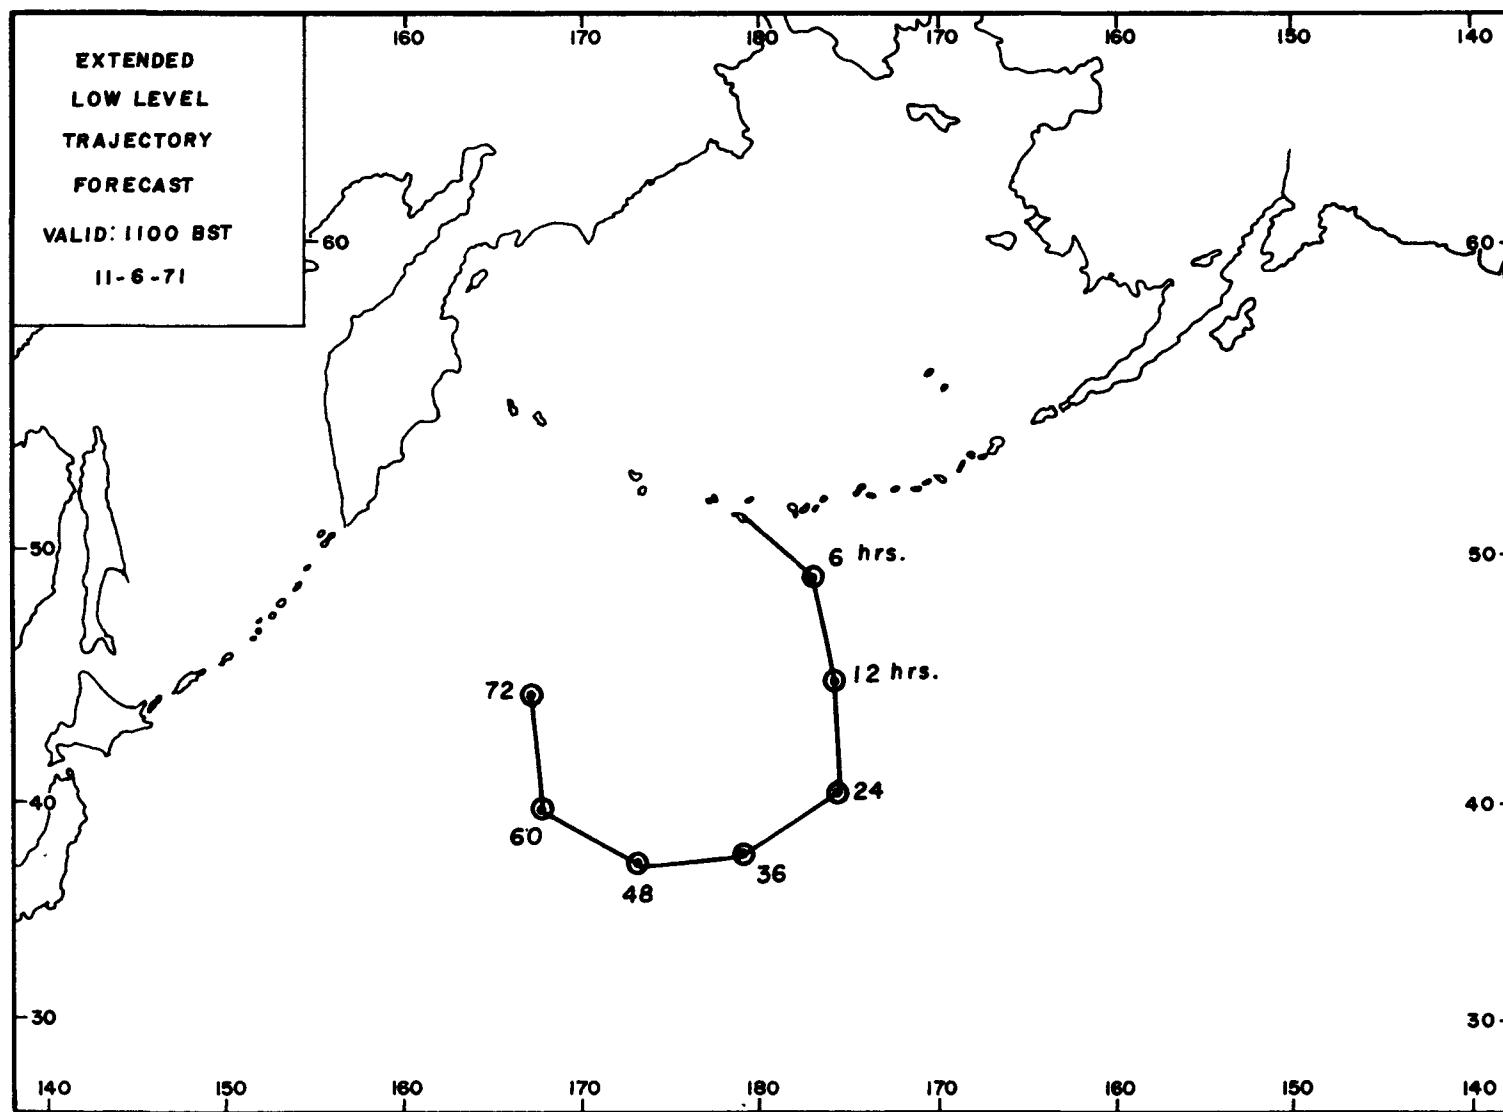 EXTENDED
LOW LEVEL
TRAJECTORY
FORECAST
VALID: 1100 BST
11-6-71
160 170 180 170 160 150 140
60 60
50 50
6 hrs.
12 hrs.
72
24
40 40
60
36
48
30 30
140 150 160 170 180 170 160 150 140